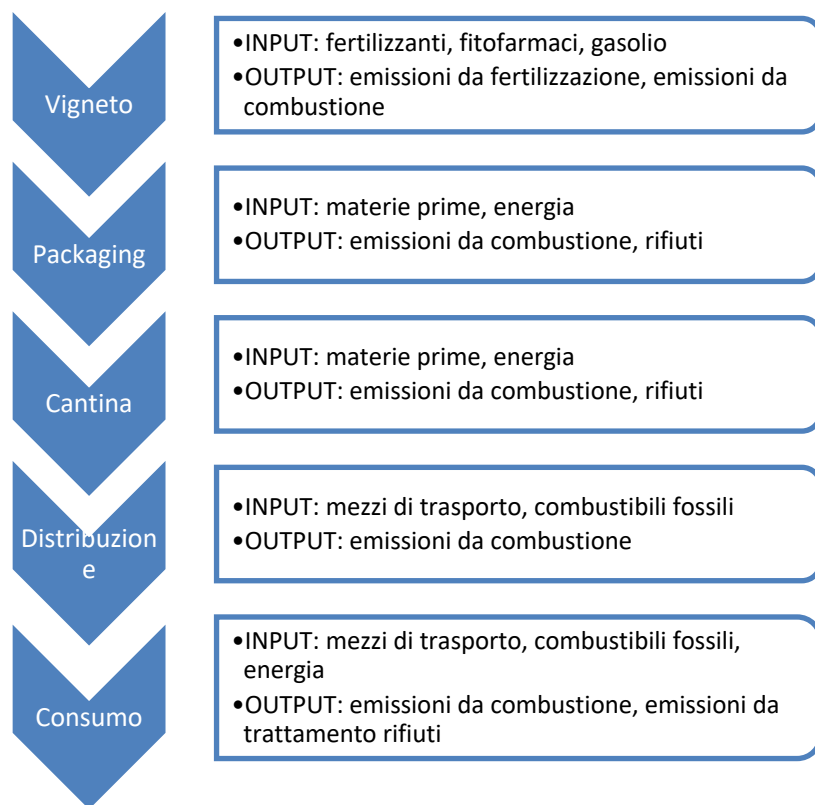 Vigneto
•INPUT: fertilizzanti, fitofarmaci, gasolio
•OUTPUT: emissioni da fertilizzazione, emissioni da
combustione
Packaging
•INPUT: materie prime, energia
•OUTPUT: emissioni da combustione, rifiuti
Cantina
•INPUT: materie prime, energia
•OUTPUT: emissioni da combustione, rifiuti
Distribuzion
e
•INPUT: mezzi di trasporto, combustibili fossili
•OUTPUT: emissioni da combustione
Consumo
•INPUT: mezzi di trasporto, combustibili fossili,
energia
•OUTPUT: emissioni da combustione, emissioni da
trattamento rifiuti